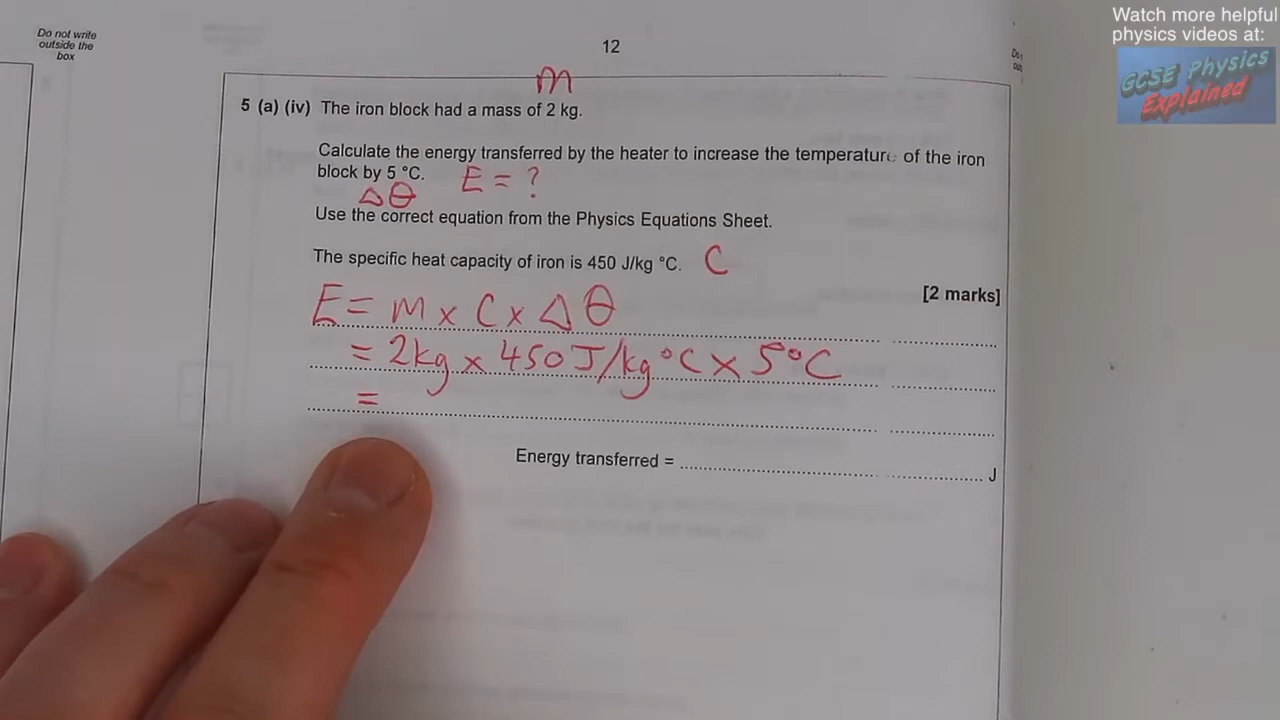 Watch more helpful
physics videos at:
GCSE Physics
Explained
Do not write
outside the
box
12
m
5 (a) (iv) The iron block had a mass of 2 kg.
Calculate the energy transferred by the heater to increase the temperature of the iron
block by 5 °C. E = ?
Δθ
Use the correct equation from the Physics Equations Sheet.
The specific heat capacity of iron is 450 J/kg °C. C
[2 marks]
E = m x C x Δ θ
= 2kg x 450 J/kg °C x 5°C
=
Energy transferred = J